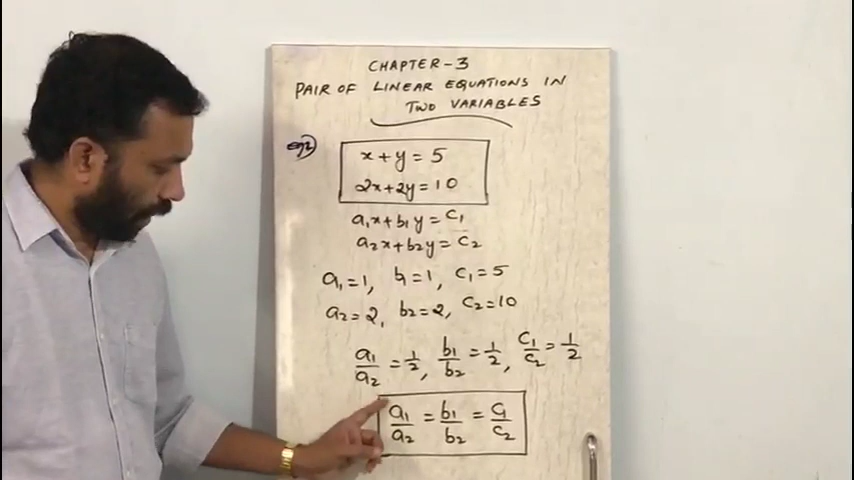 CHAPTER-3
PAIR OF LINEAR EQUATIONS IN
TWO VARIABLES
eg2)
x+y=5
2x+2y=10
a₁x+b₁y=c₁
a₂x+b₂y=c₂
a₁=1, b₁=1, c₁=5
a₂=2, b₂=2, c₂=10
a₁/a₂=1/2, b₁/b₂=1/2, c₁/c₂=1/2
a₁/a₂=b₁/b₂=c₁/c₂